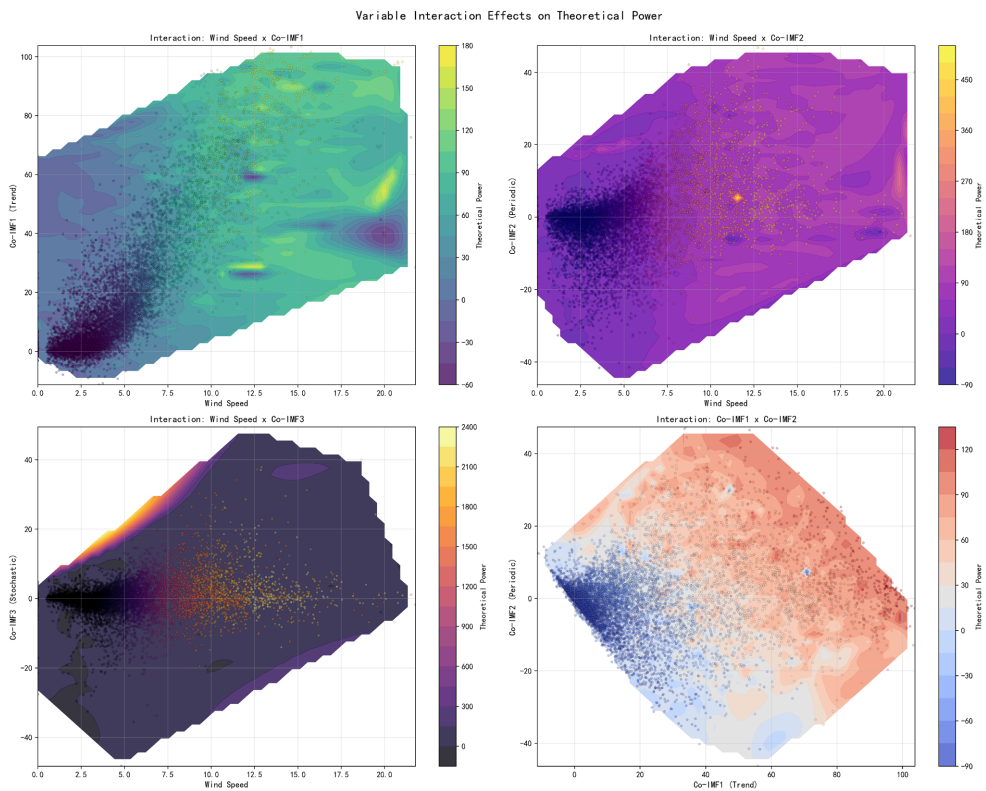 Variable Interaction Effects on Theoretical Power
Interaction: Wind Speed x Co-IMF1
Co-IMF1 (Trend)
100
80
60
40
20
0
0.0 2.5 5.0 7.5 10.0 12.5 15.0 17.5 20.0
Wind Speed
180
150
120
90
60
30
0
−30
−60
Theoretical Power
Interaction: Wind Speed x Co-IMF2
Co-IMF2 (Periodic)
40
20
0
−20
−40
0.0 2.5 5.0 7.5 10.0 12.5 15.0 17.5 20.0
Wind Speed
450
360
270
180
90
0
−90
Theoretical Power
Interaction: Wind Speed x Co-IMF3
Co-IMF3 (Stochastic)
40
20
0
−20
−40
0.0 2.5 5.0 7.5 10.0 12.5 15.0 17.5 20.0
Wind Speed
2400
2100
1800
1500
1200
900
600
300
0
Theoretical Power
Interaction: Co-IMF1 x Co-IMF2
Co-IMF2 (Periodic)
40
20
0
−20
−40
0 20 40 60 80 100
Co-IMF1 (Trend)
120
90
60
30
0
−30
−60
−90
Theoretical Power